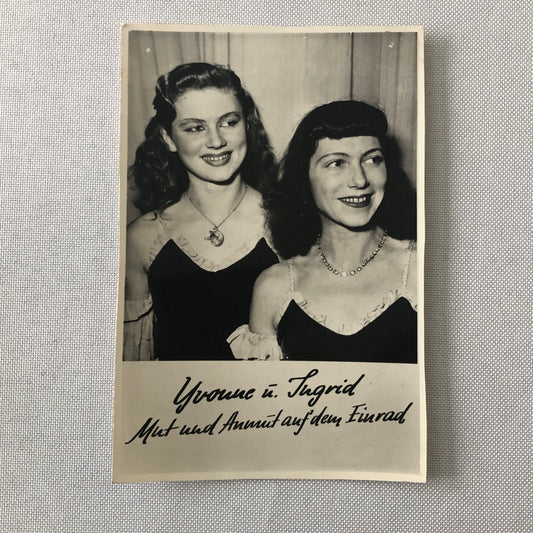 Yvonne u. Ingrid
Mut und Anmut auf dem Einrad